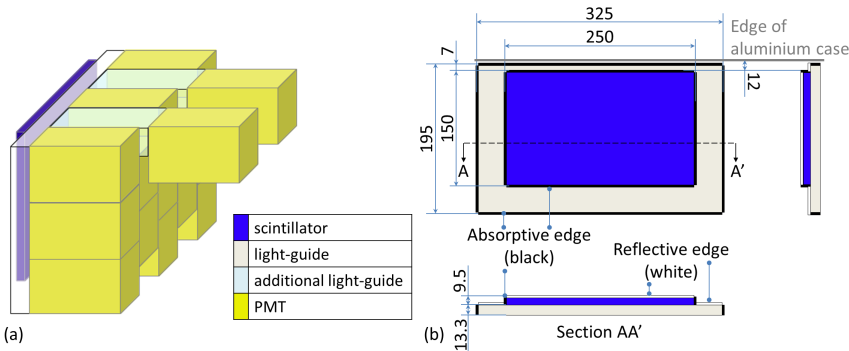 scintillator
light-guide
additional light-guide
PMT
(a)
325
250
Edge of
aluminium case
7
12
195
150
A
A'
Absorptive edge
(black)
Reflective edge
(white)
9.5
13.3
Section AA'
(b)